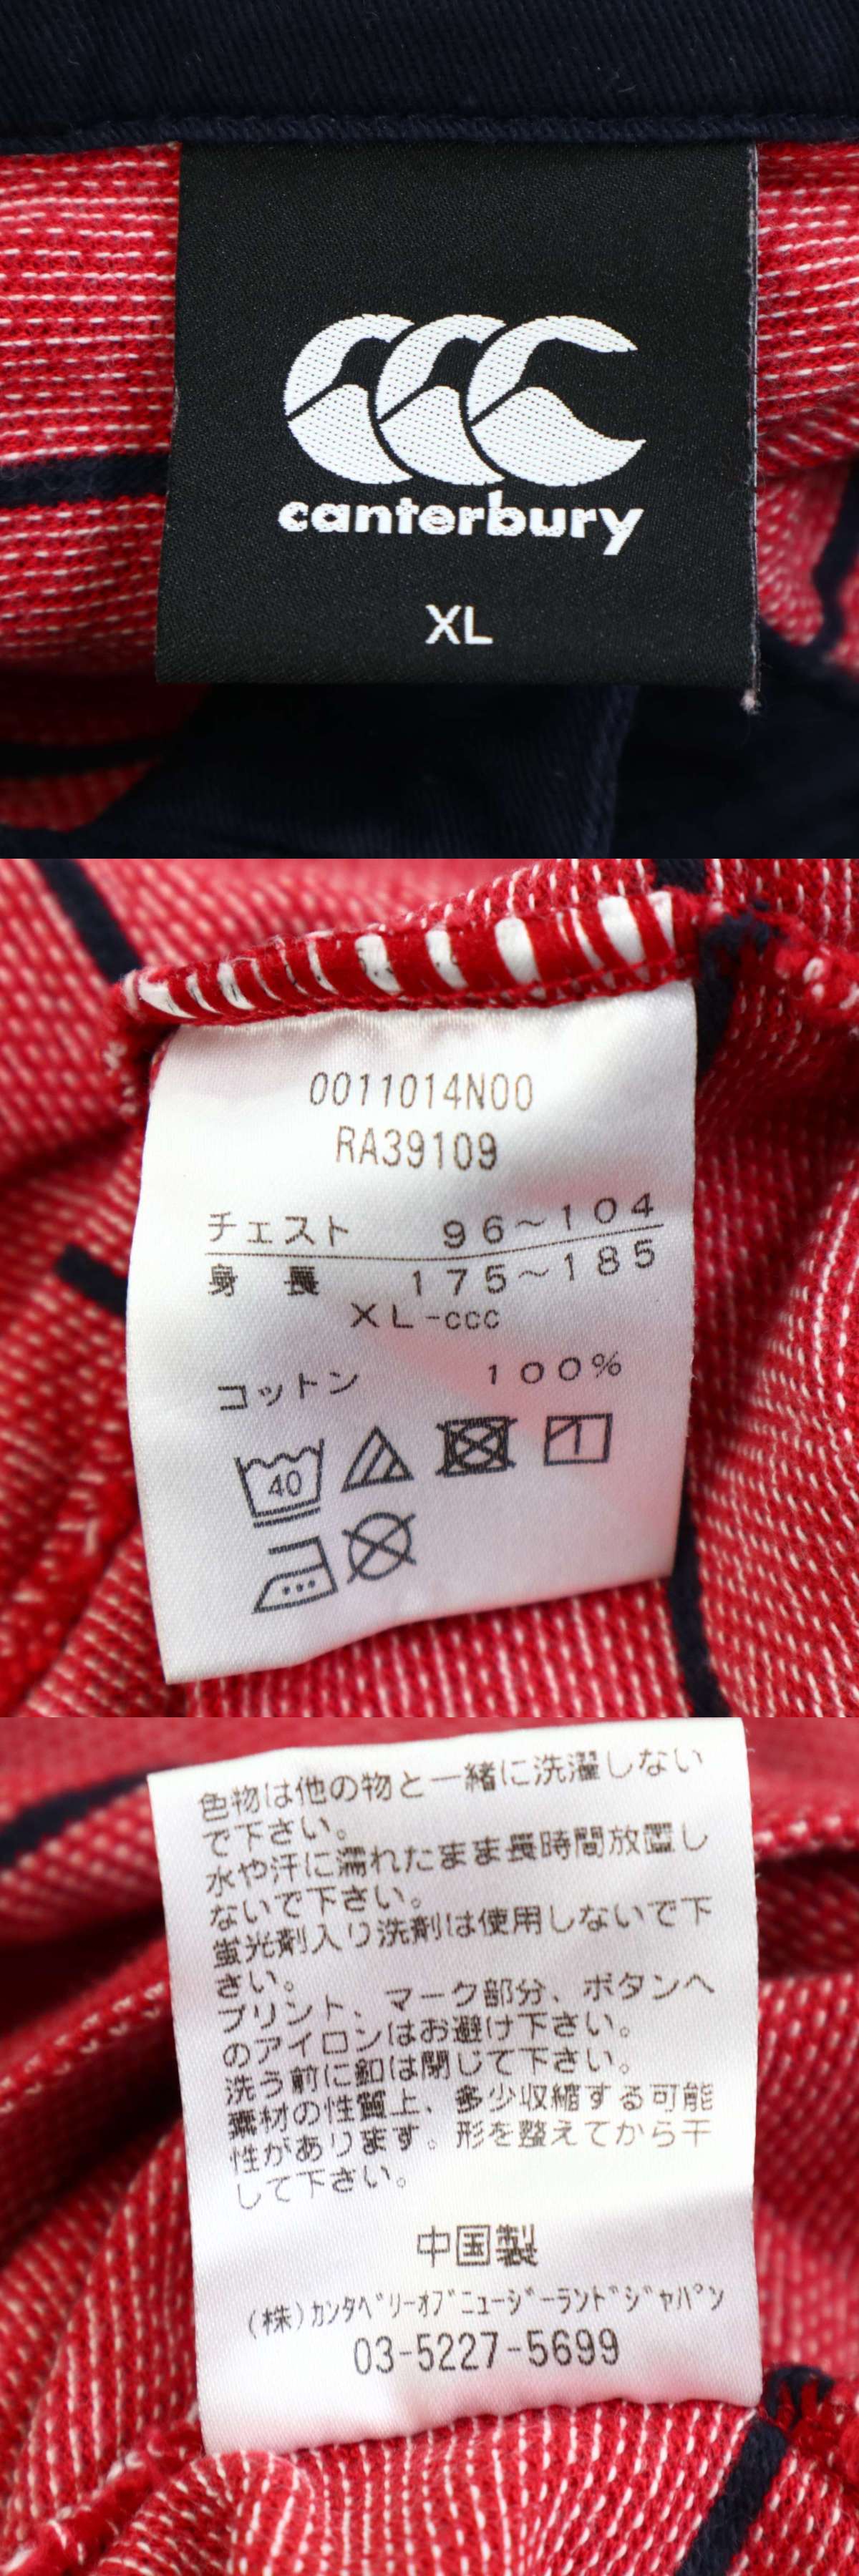 canterbury
XL
0011014N00
RA39109
チェスト 96~104
身長 175~185
XL-ccc
コットン 100%
40
色物は他の物と一緒に洗濯しない
で下さい。
水や汗に濡れたまま長時間放置し
ないで下さい。
蛍光剤入り洗剤は使用しないで下
さい。
プリント、マーク部分、ボタンへ
のアイロンはお避け下さい。
洗う前に釦は閉じて下さい。
素材の性質上、多少収縮する可能
性があります。形を整えてから干
して下さい。
中国製
(株)カンタベリーオブニュージーランドジャパン
03-5227-5699